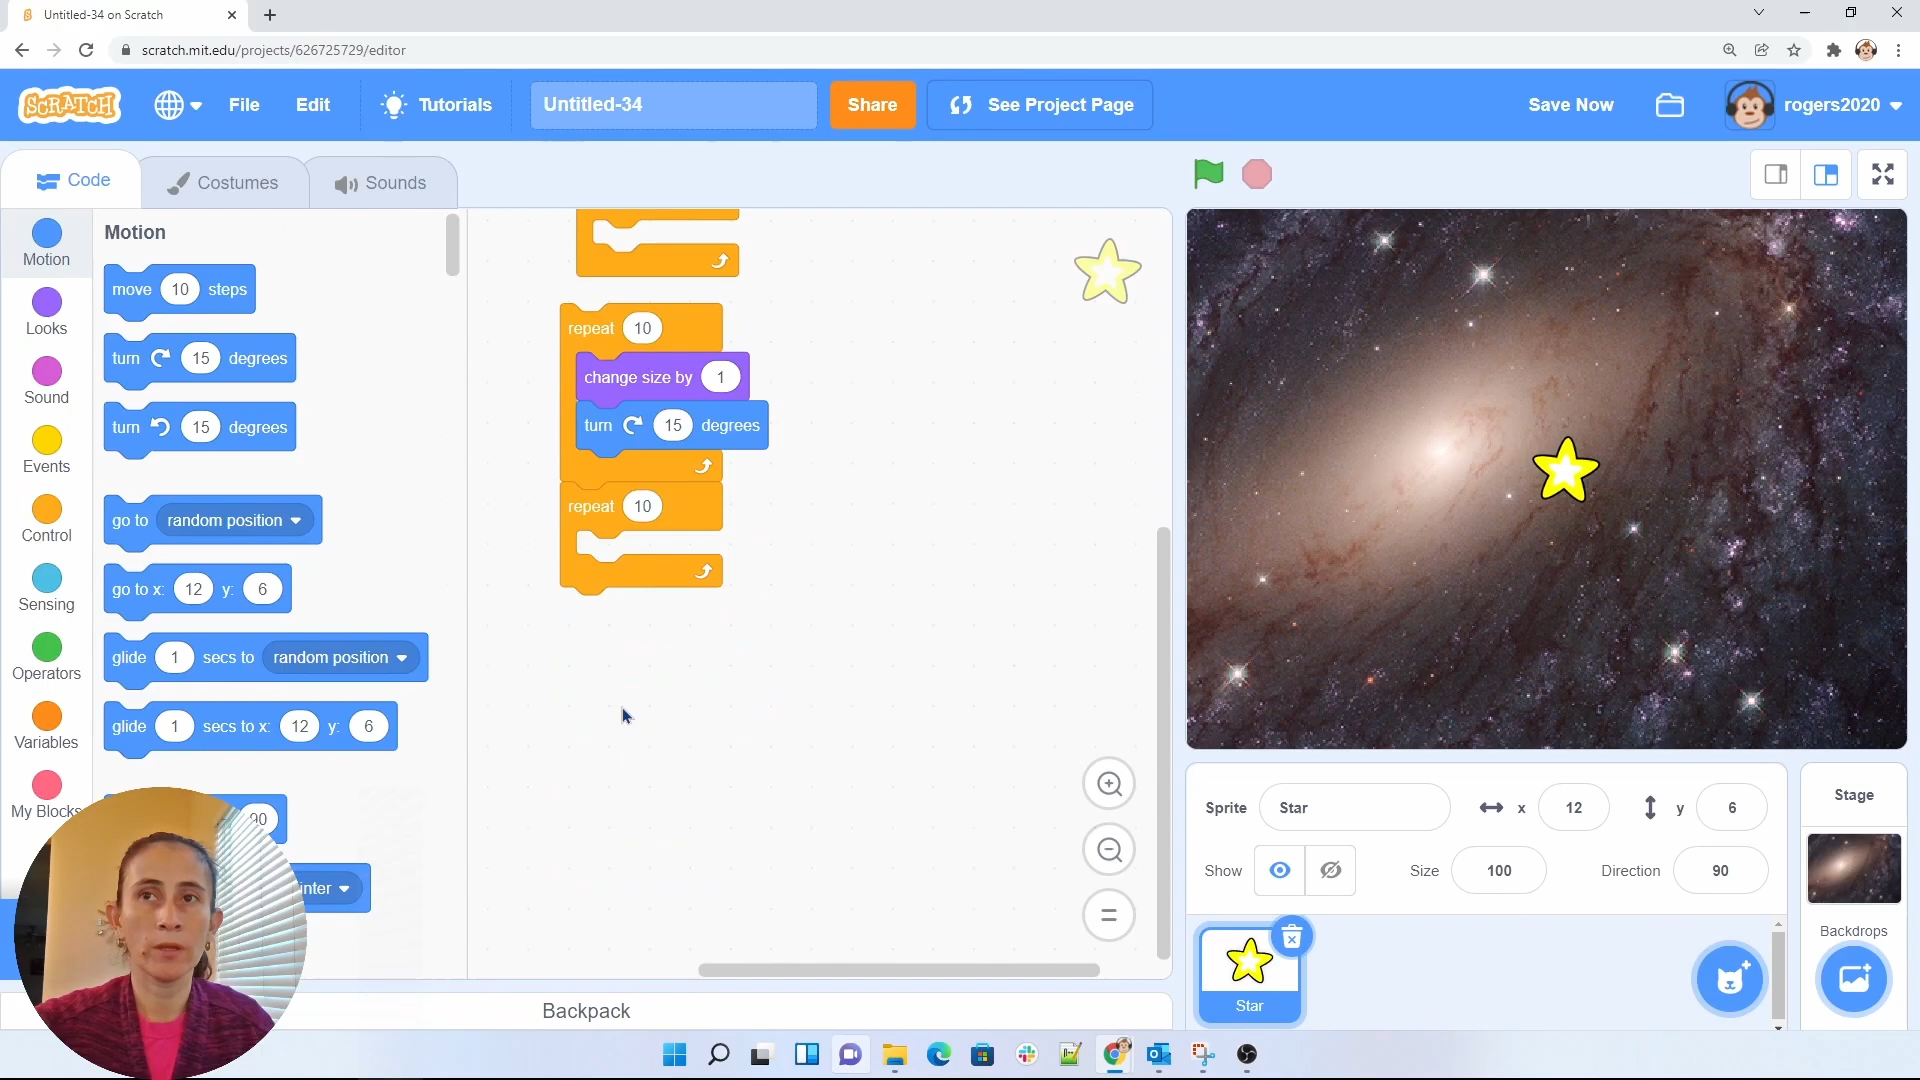 Untitled-34 on Scratch
scratch.mit.edu/projects/626725729/editor
SCRATCH
File
Edit
Tutorials
Untitled-34
Share
See Project Page
Save Now
rogers2020
Code
Costumes
Sounds
Motion
Looks
Sound
Events
Control
Sensing
Operators
Variables
My Blocks
Motion
move 10 steps
turn 15 degrees
turn 15 degrees
go to random position
go to x: 12 y: 6
glide 1 secs to random position
glide 1 secs to x: 12 y: 6
90
repeat 10
change size by 1
turn 15 degrees
repeat 10
Backpack
Sprite Star x 12 y 6
Show Size 100 Direction 90
Star
Stage
Backdrops